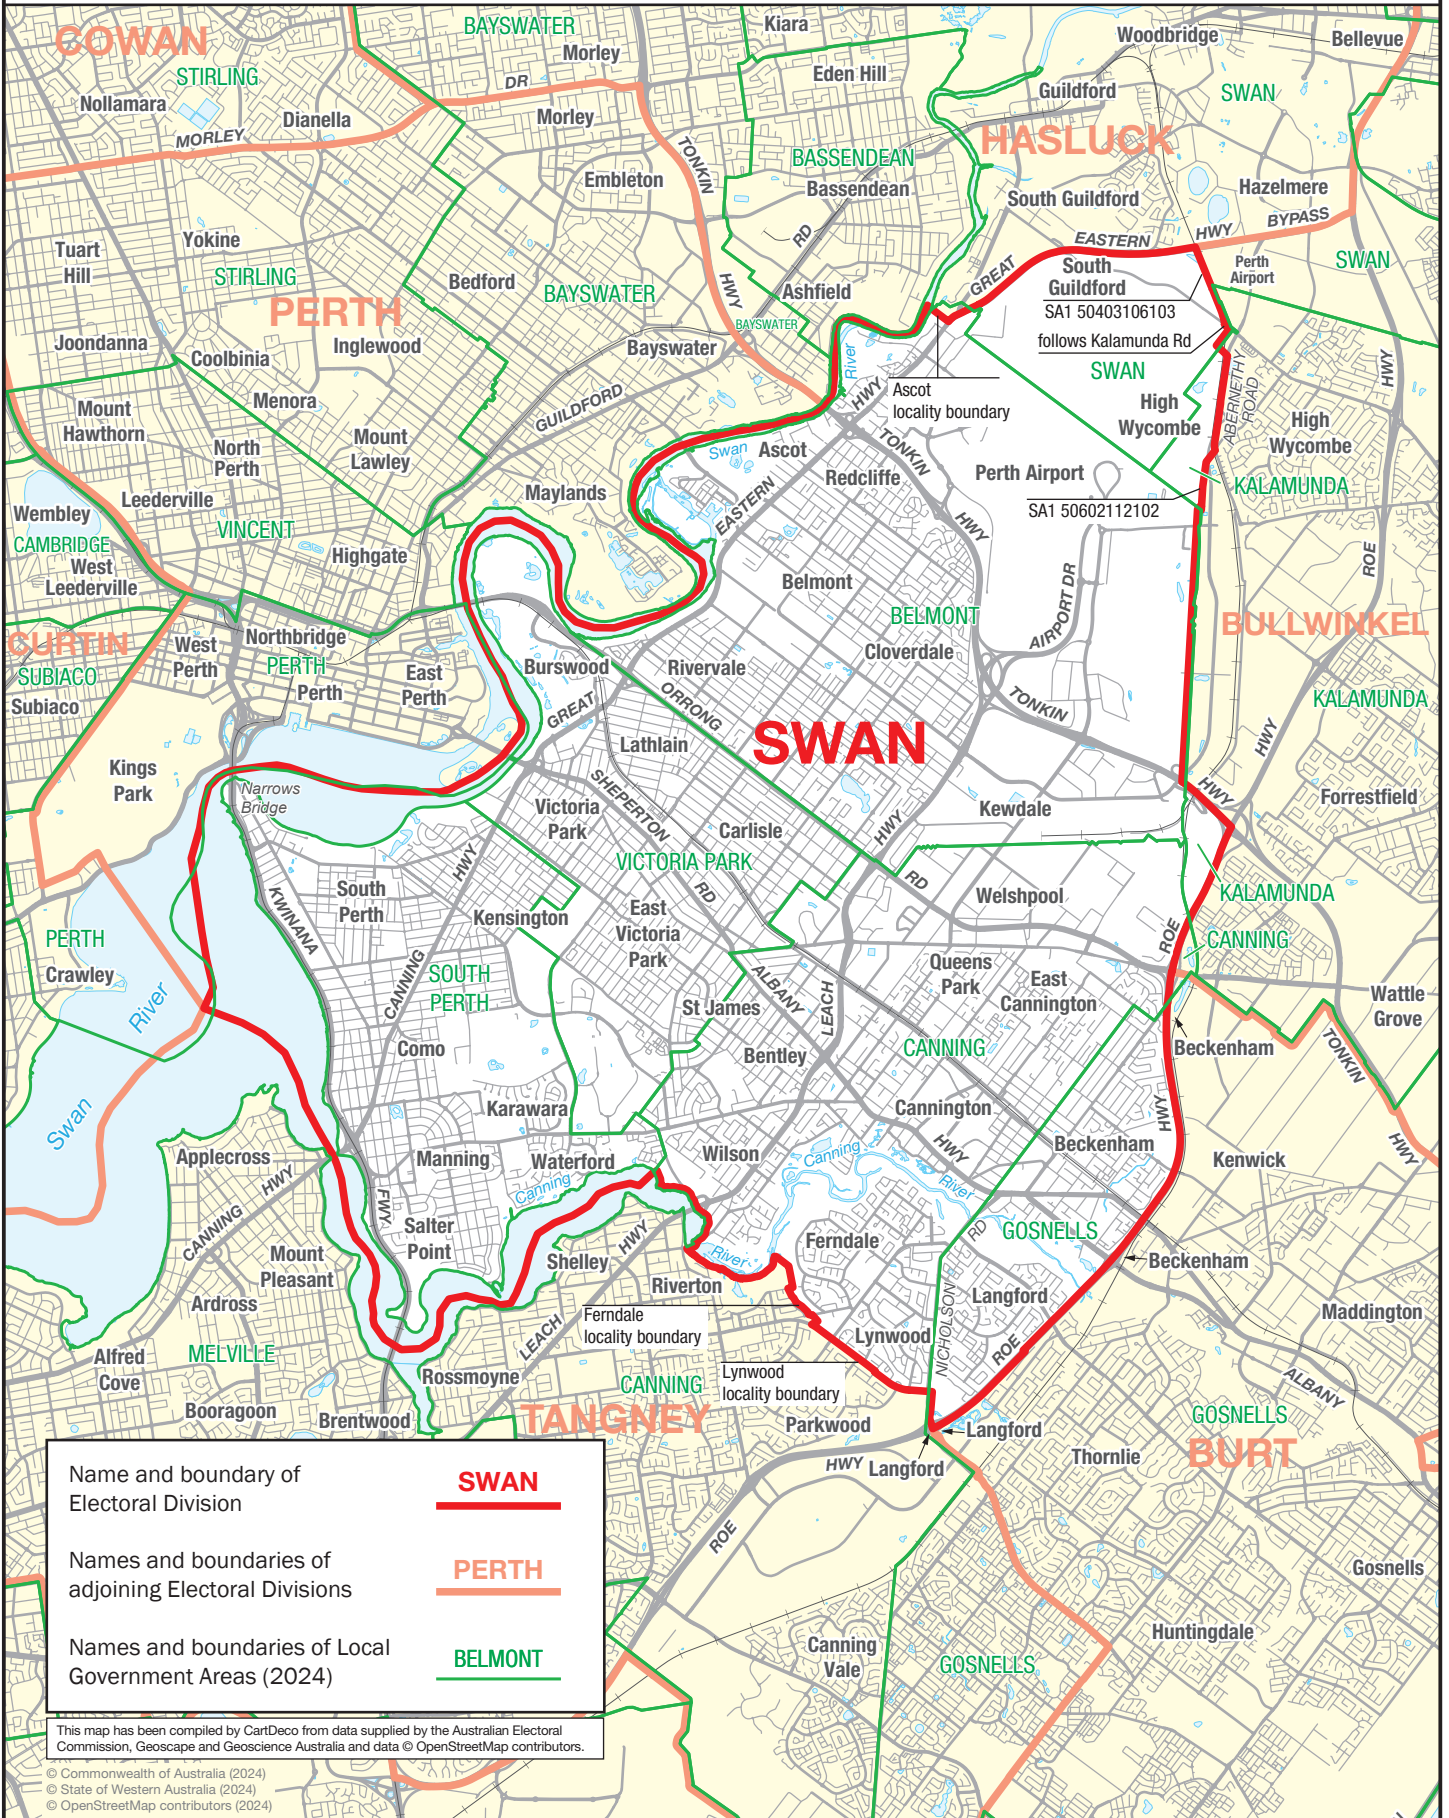 COWAN
BAYSWATER
Kiara
Woodbridge
Bellevue
STIRLING
Morley
Eden Hill
DR
Guildford
SWAN
Nollamara
Dianella
Morley
MORLEY
TONKIN
HASLUCK
BASSENDEAN
Embleton
Bassendean
South Guildford
Hazelmere
BYPASS
HWY
EASTERN
RD
Tuart
Hill
Yokine
STIRLING
Bedford
BAYSWATER
HWY
Ashfield
GREAT
South
Guildford
Perth
Airport
SWAN
PERTH
SA1 50403106103
BAYSWATER
follows Kalamunda Rd
Joondanna
Coolbinia
Inglewood
Bayswater
River
SWAN
HWY
Ascot
locality boundary
HWY
ABERNETHY
ROAD
Menora
GUILDFORD
High
Wycombe
High
Wycombe
Mount
Hawthorn
North
Perth
Mount
Lawley
Swan
Ascot
TONKIN
Redcliffe
Perth Airport
KALAMUNDA
Leederville
Maylands
EASTERN
SA1 50602112102
Wembley
VINCENT
HWY
CAMBRIDGE
West
Leederville
Highgate
ROE
Belmont
AIRPORT DR
BELMONT
BULLWINKEL
CURTIN
West
Perth
Northbridge
PERTH
Perth
East
Perth
Burswood
Rivervale
Cloverdale
SUBIACO
Subiaco
GREAT
ORRONG
TONKIN
KALAMUNDA
SWAN
Lathlain
HWY
Kings
Park
Narrows
Bridge
Victoria
Park
SHEPERTON
HWY
Kewdale
Forrestfield
Carlisle
HWY
HWY
VICTORIA PARK
South
Perth
KWINANA
Kensington
RD
RD
Welshpool
KALAMUNDA
East
Victoria
Park
ROE
CANNING
PERTH
Crawley
CANNING
SOUTH
PERTH
ALBANY
LEACH
Queens
Park
East
Cannington
Wattle
Grove
River
St James
Como
Bentley
CANNING
Beckenham
TONKIN
Swan
Karawara
Cannington
HWY
HWY
Applecross
HWY
Manning
Waterford
Canning
Wilson
Canning
River
Beckenham
Kenwick
HWY
CANNING
FWY
Salter
Point
HWY
River
Ferndale
RD
GOSNELLS
Beckenham
Mount
Pleasant
Shelley
Riverton
Ardross
Langford
Maddington
Ferndale
locality boundary
LEACH
Lynwood
NICHOLSON
ROE
MELVILLE
Alfred
Cove
Rossmoyne
CANNING
Lynwood
locality boundary
ALBANY
Booragoon
Brentwood
TANGNEY
Parkwood
Langford
GOSNELLS
BURT
HWY
Langford
Thornlie
Name and boundary of
Electoral Division
SWAN
ROE
Names and boundaries of
adjoining Electoral Divisions
PERTH
Gosnells
Names and boundaries of Local
Government Areas (2024)
BELMONT
Canning
Vale
GOSNELLS
Huntingdale
This map has been compiled by CartDeco from data supplied by the Australian Electoral
Commission, Geoscape and Geoscience Australia and data © OpenStreetMap contributors.
© Commonwealth of Australia (2024)
© State of Western Australia (2024)
© OpenStreetMap contributors (2024)